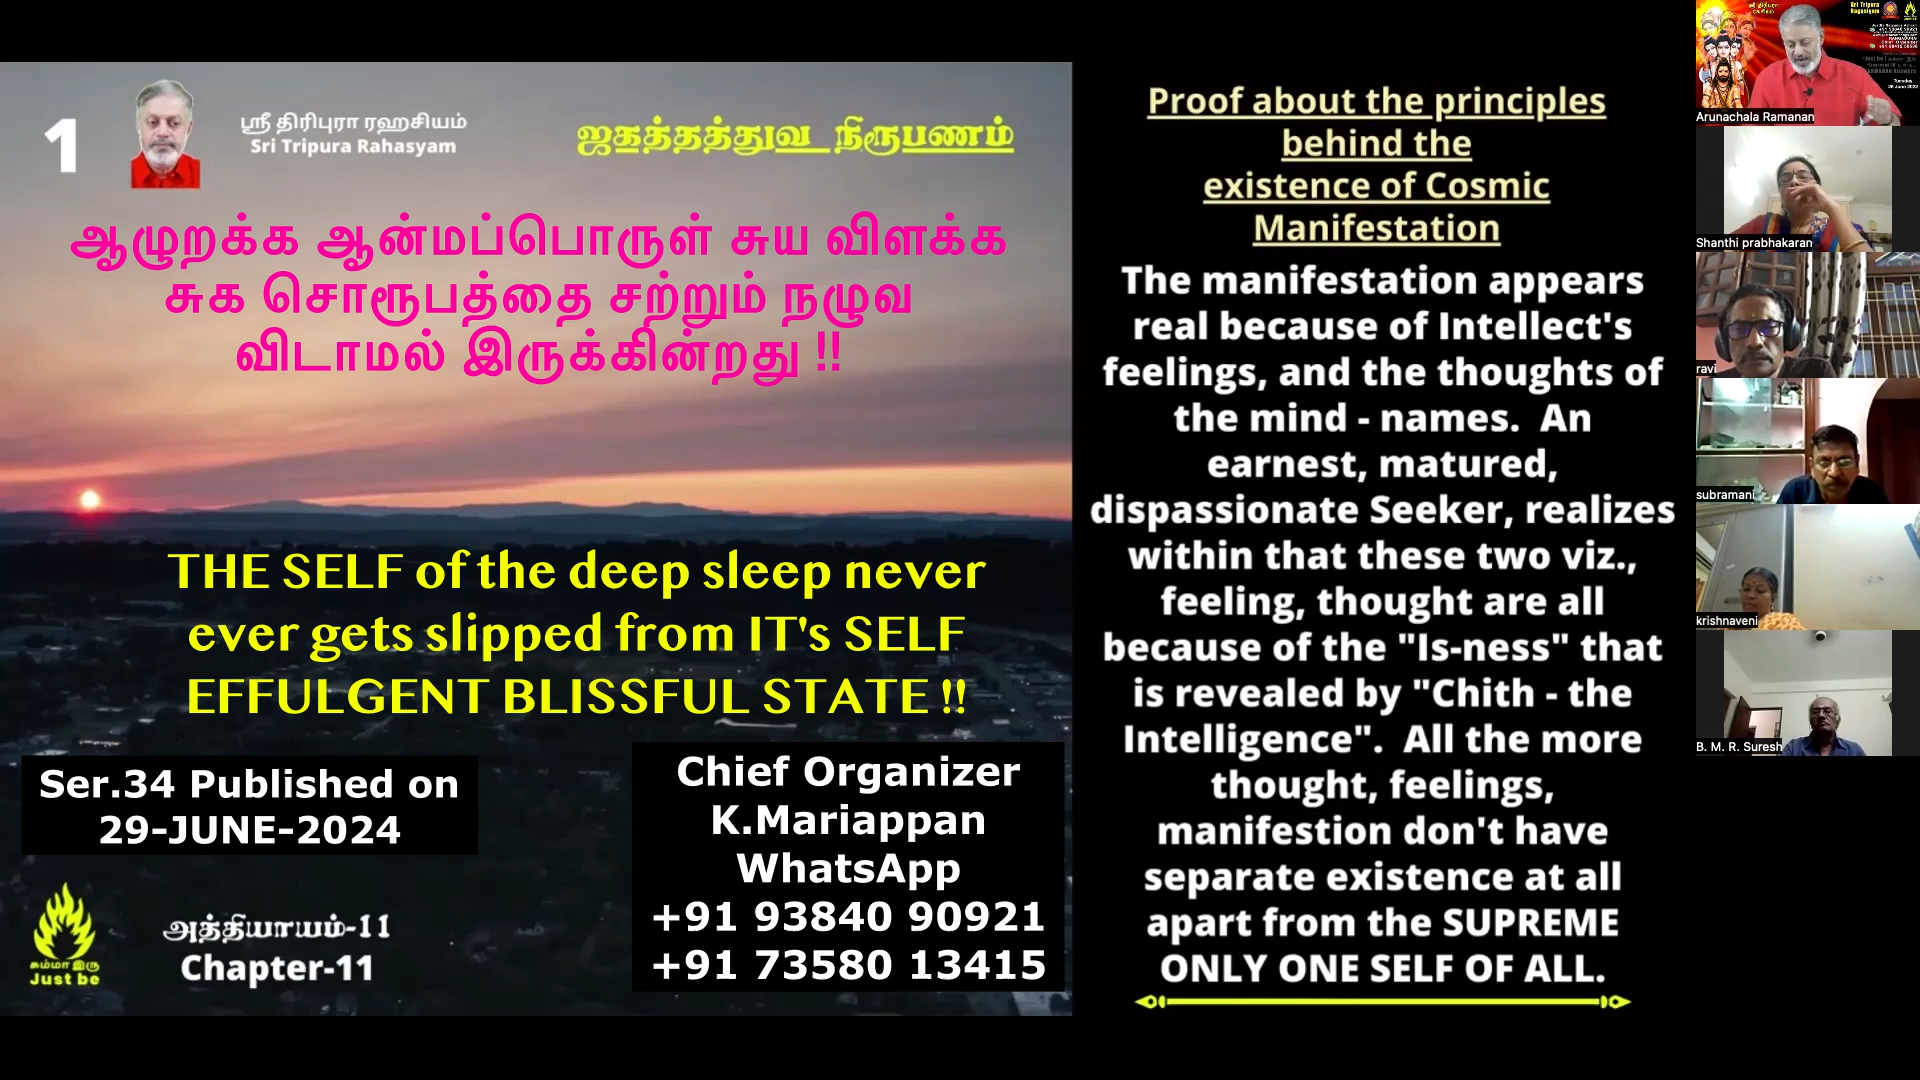 1
ஸ்ரீ திரிபுரா ரஹசியம்
Sri Tripura Rahasyam
ஜகத்தத்துவ நிரூபணம்
ஆழுறக்க ஆன்மப்பொருள் சுய விளக்க
சுக சொரூபத்தை சற்றும் நழுவ
விடாமல் இருக்கின்றது !!
THE SELF of the deep sleep never
ever gets slipped from IT's SELF
EFFULGENT BLISSFUL STATE !!
Ser.34 Published on
29-JUNE-2024
Chief Organizer
K.Mariappan
WhatsApp
+91 93840 90921
+91 73580 13415
சும்மா இரு
Just be
அத்தியாயம்-11
Chapter-11
Proof about the principles
behind the
existence of Cosmic
Manifestation
The manifestation appears
real because of Intellect's
feelings, and the thoughts of
the mind - names. An
earnest, matured,
dispassionate Seeker, realizes
within that these two viz.,
feeling, thought are all
because of the "Is-ness" that
is revealed by "Chith - the
Intelligence". All the more
thought, feelings,
manifestion don't have
separate existence at all
apart from the SUPREME
ONLY ONE SELF OF ALL.
Sri Tripura
Arunachala Ramanan
Shanthi prabhakaran
ravi
subramani
krishnaveni
B. M. R. Suresh